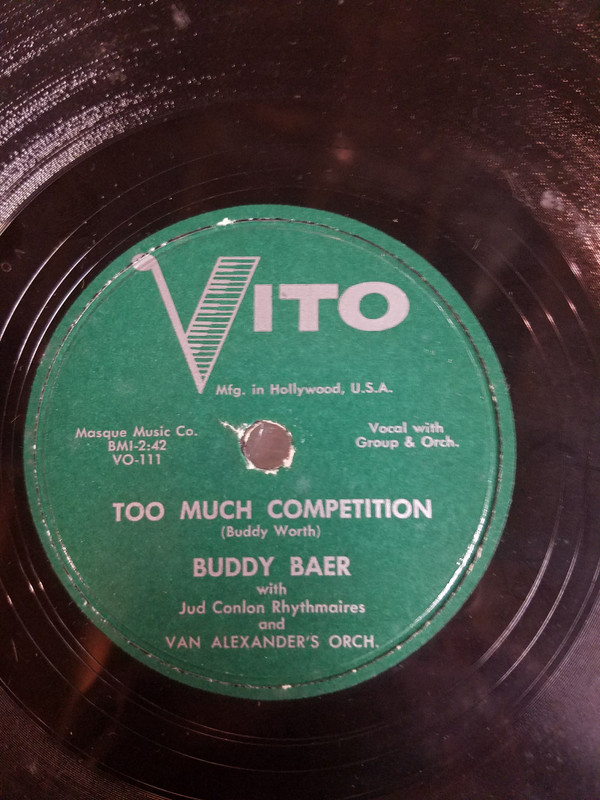 VITO
Mfg. in Hollywood, U.S.A.
Masque Music Co.
BMI-2:42
VO-111
Vocal with
Group & Orch.
TOO MUCH COMPETITION
(Buddy Worth)
BUDDY BAER
with
Jud Conlon Rhythmaires
and
VAN ALEXANDER'S ORCH.